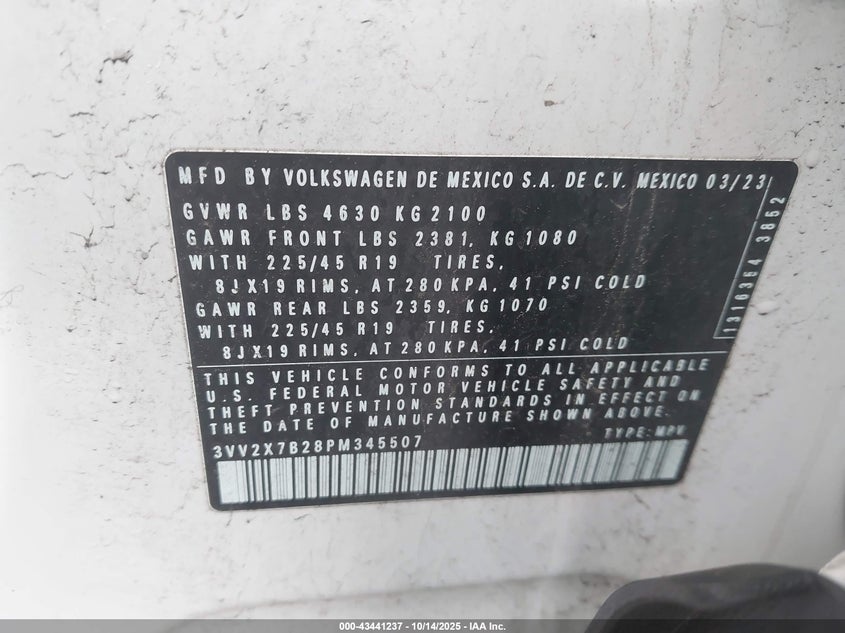 MFD BY VOLKSWAGEN DE MEXICO S.A. DE C.V. MEXICO 03/23
GVWR LBS 4630 KG 2100
GAWR FRONT LBS 2381, KG 1080
WITH 225/45 R19 TIRES,
8JX19 RIMS, AT 280 KPA, 41 PSI COLD
GAWR REAR LBS 2359, KG 1070
WITH 225/45 R19 TIRES,
8JX19 RIMS, AT 280 KPA, 41 PSI COLD
1316364 3852
THIS VEHICLE CONFORMS TO ALL APPLICABLE
U.S. FEDERAL MOTOR VEHICLE SAFETY AND
THEFT PREVENTION STANDARDS IN EFFECT ON
THE DATE OF MANUFACTURE SHOWN ABOVE.
3VV2X7B28PM345507 TYPE: MPV
000-43441237 - 10/14/2025 - IAA Inc.